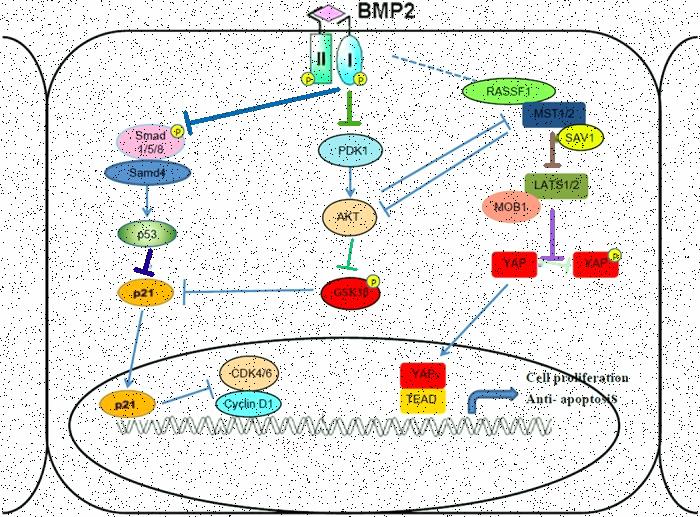 BMP2
II
I
P
P
RASSF1
MST1/2
SAV1
Smad
1/5/8
P
Samd4
PDK1
LATS1/2
MOB1
AKT
p53
YAP
YAP
P
p21
GSK3β
P
CDK4/6
Cyclin D1
p21
YAP
TEAD
Cell proliferation
Anti- apoptosis